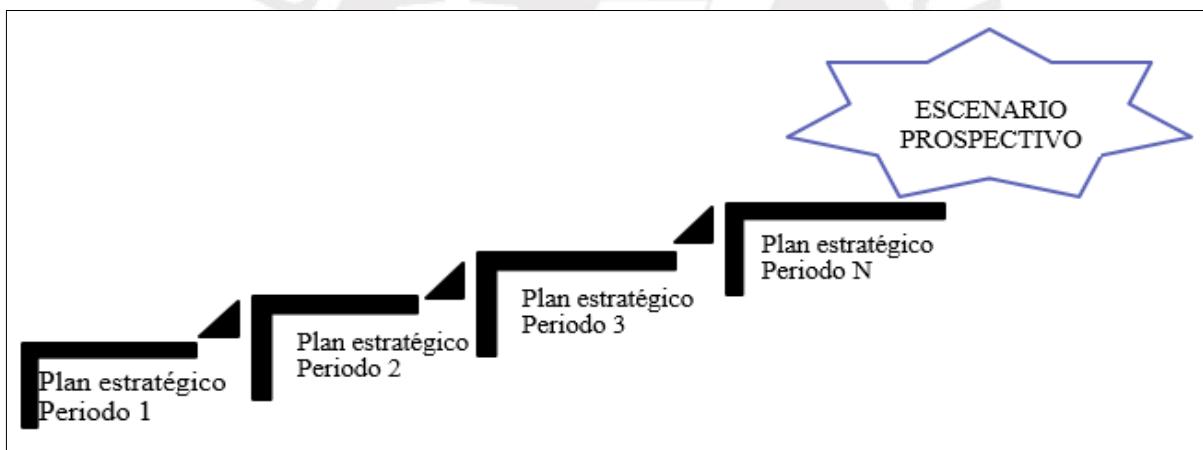 ESCENARIO
PROSPECTIVO
Plan estratégico
Periodo N
Plan estratégico
Periodo 3
Plan estratégico
Periodo 2
Plan estratégico
Periodo 1